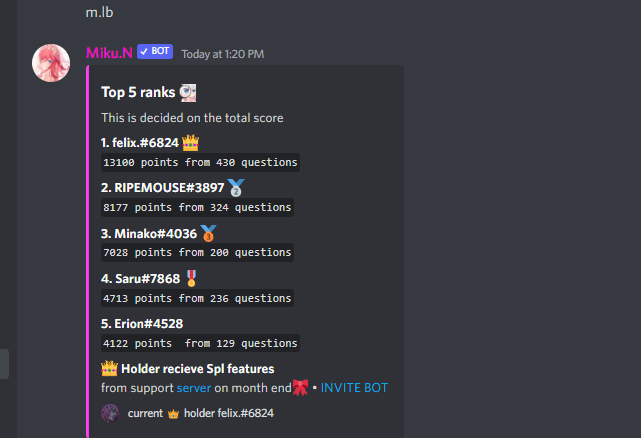 m.lb
Miku.N ✓ BOT Today at 1:20 PM
Top 5 ranks
This is decided on the total score
1. felix.#6824 👑
13100 points from 430 questions
2. RIPEMOUSE#3897 🥈
8177 points from 324 questions
3. Minako#4036 🥉
7028 points from 200 questions
4. Saru#7868 🎖️
4713 points from 236 questions
5. Erion#4528
4122 points  from 129 questions
👑 Holder recieve Spl features
from support server on month end🎀 • INVITE BOT
current 👑 holder felix.#6824